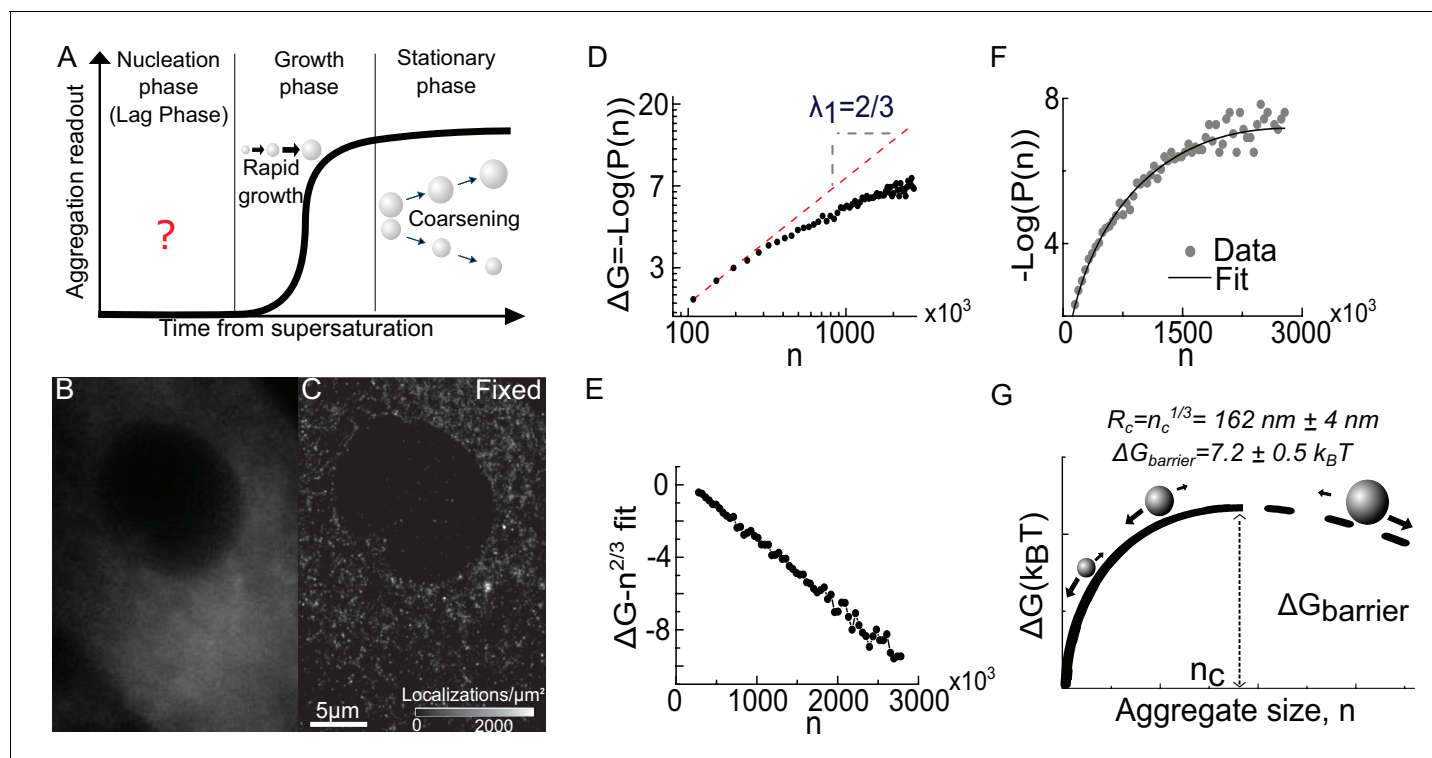 A
Nucleation
phase
(Lag Phase)
Growth
phase
Stationary
phase
Aggregation readout
Rapid
growth
Coarsening
?
Time from supersaturation
B
C
Fixed
Localizations/μm²
0
2000
5μm
D
λ1=2/3
ΔG=-Log(P(n))
20
7
3
100
1000
x10³
n
E
ΔG-n^2/3 fit
0
-4
-8
0
1000
2000
3000
x10³
n
F
-Log(P(n))
8
4
Data
Fit
0
1500
3000
x10³
n
G
Rc=nc^1/3= 162 nm ± 4 nm
ΔGbarrier=7.2 ± 0.5 kBT
ΔG(kBT)
ΔGbarrier
nc
Aggregate size, n